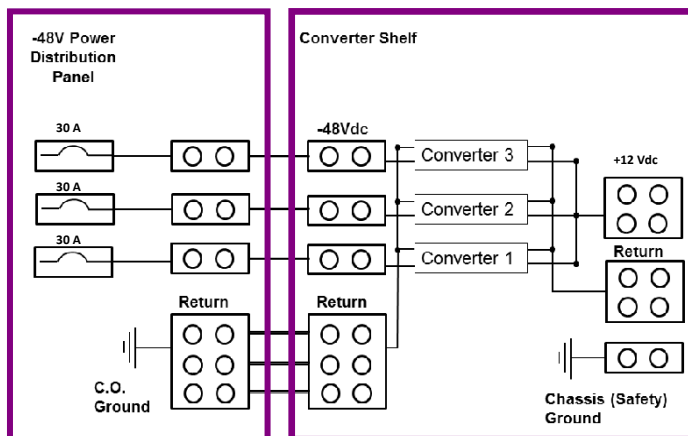 -48V Power
Distribution
Panel
30 A
30 A
30 A
Return
C.O.
Ground
Converter Shelf
-48Vdc
Converter 3
Converter 2
Converter 1
Return
+12 Vdc
Return
Chassis (Safety)
Ground